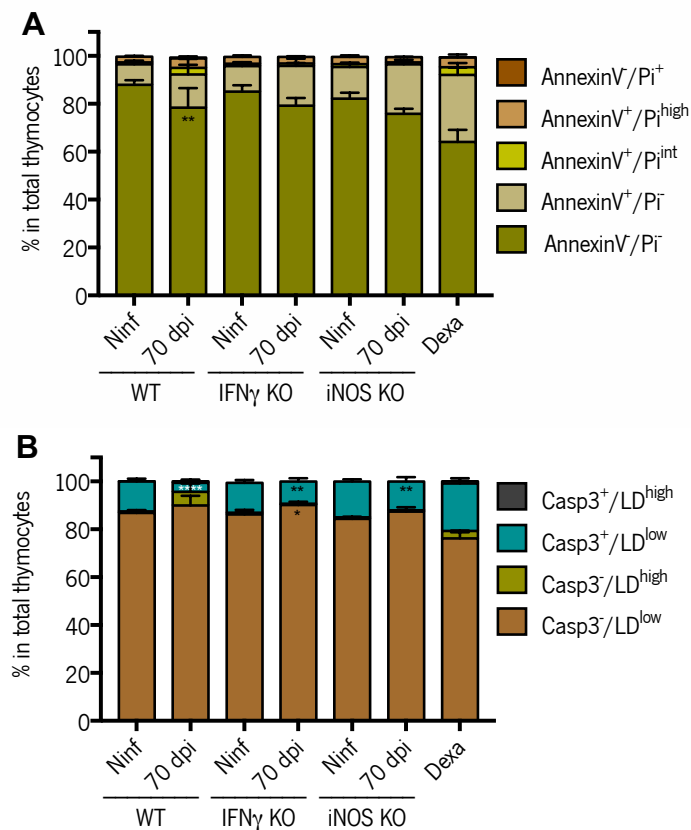 A
% in total thymocytes
100
80
60
40
20
0
**
Ninf
70 dpi
Ninf
70 dpi
Ninf
70 dpi
Dexa
WT
IFNγ KO
iNOS KO
AnnexinV⁻/Pi⁺
AnnexinV⁺/Pi^high
AnnexinV⁺/Pi^int
AnnexinV⁺/Pi⁻
AnnexinV⁻/Pi⁻
B
% in total thymocytes
100
80
60
40
20
0
****
**
**
*
Ninf
70 dpi
Ninf
70 dpi
Ninf
70 dpi
Dexa
WT
IFNγ KO
iNOS KO
Casp3⁺/LD^high
Casp3⁺/LD^low
Casp3⁻/LD^high
Casp3⁻/LD^low